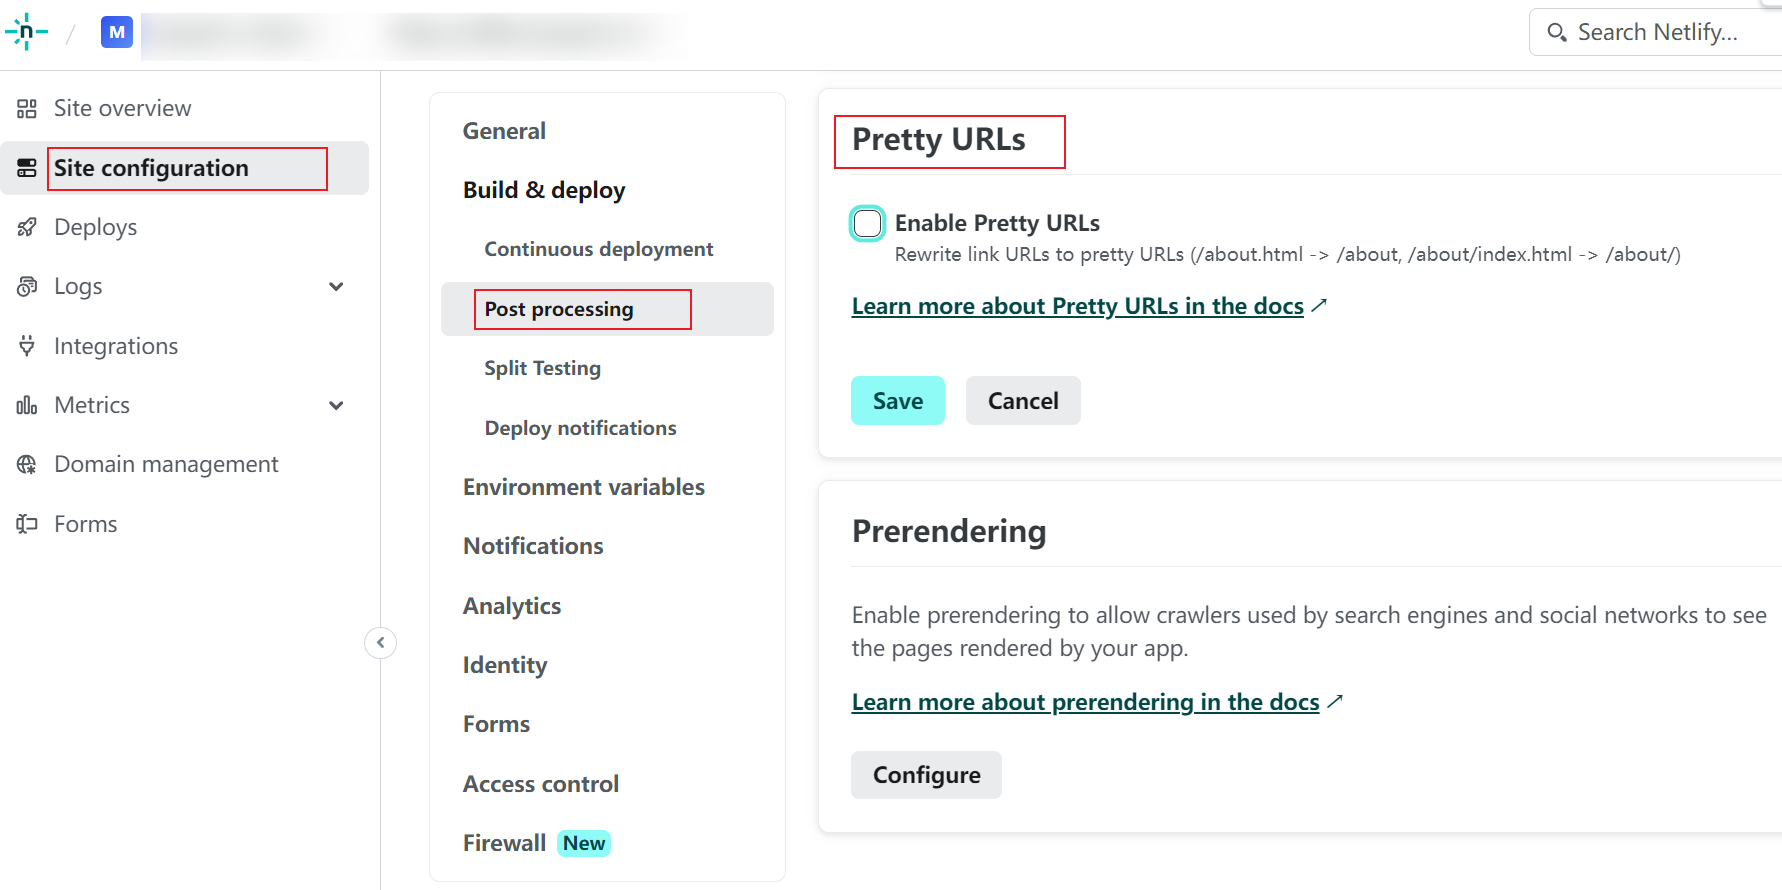 n
/
M
Search Netlify...
Site overview
Site configuration
Deploys
Logs
Integrations
Metrics
Domain management
Forms
General
Build & deploy
Continuous deployment
Post processing
Split Testing
Deploy notifications
Environment variables
Notifications
Analytics
Identity
Forms
Access control
Firewall New
Pretty URLs
Enable Pretty URLs
Rewrite link URLs to pretty URLs (/about.html -> /about, /about/index.html -> /about/)
Learn more about Pretty URLs in the docs
Save Cancel
Prerendering
Enable prerendering to allow crawlers used by search engines and social networks to see
the pages rendered by your app.
Learn more about prerendering in the docs
Configure